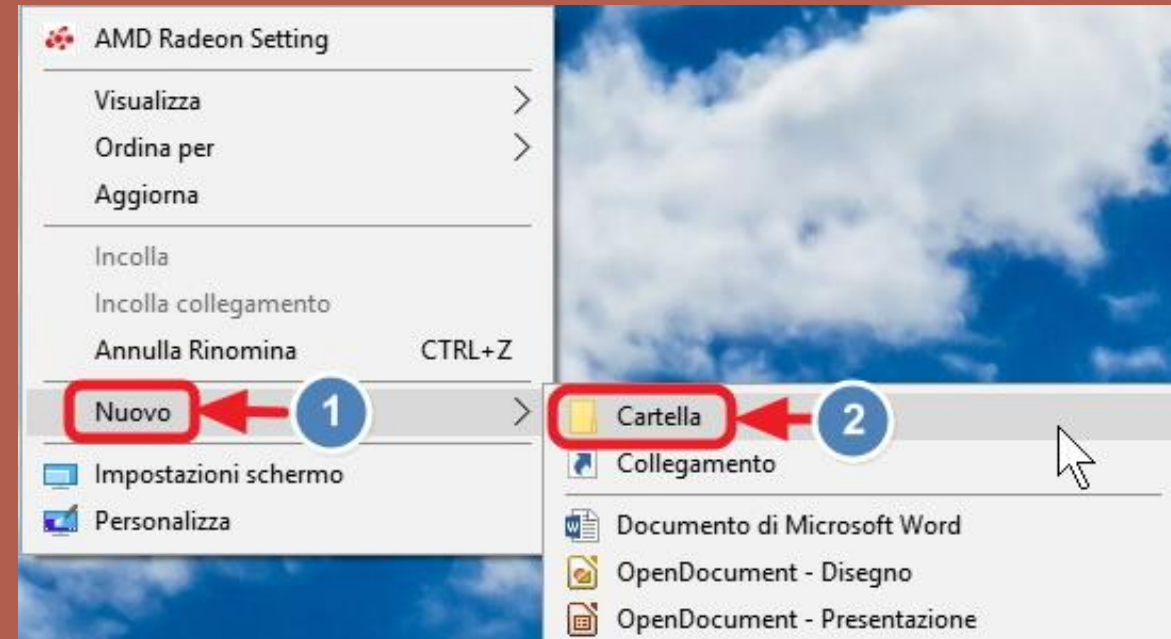 AMD Radeon Setting
Visualizza
Ordina per
Aggiorna
Incolla
Incolla collegamento
Annulla Rinomina CTRL+Z
Nuovo 1
Impostazioni schermo
Personalizza
Cartella 2
Collegamento
Documento di Microsoft Word
OpenDocument - Disegno
OpenDocument - Presentazione